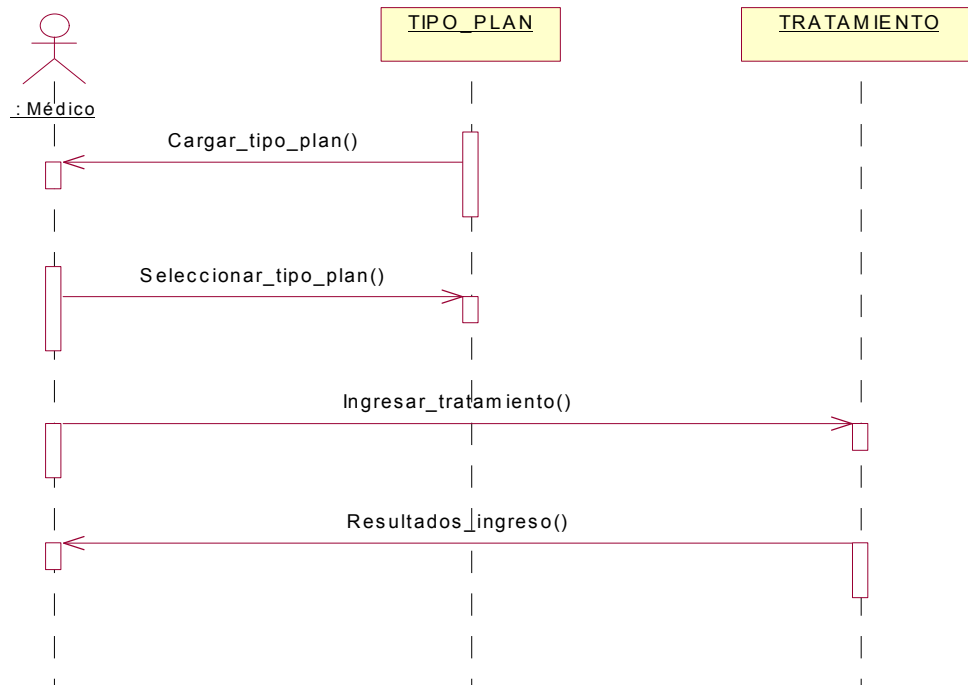 TIPO_PLAN
TRATAMIENTO
: Médico
Cargar_tipo_plan()
Seleccionar_tipo_plan()
Ingresar_tratamiento()
Resultados_ingreso()